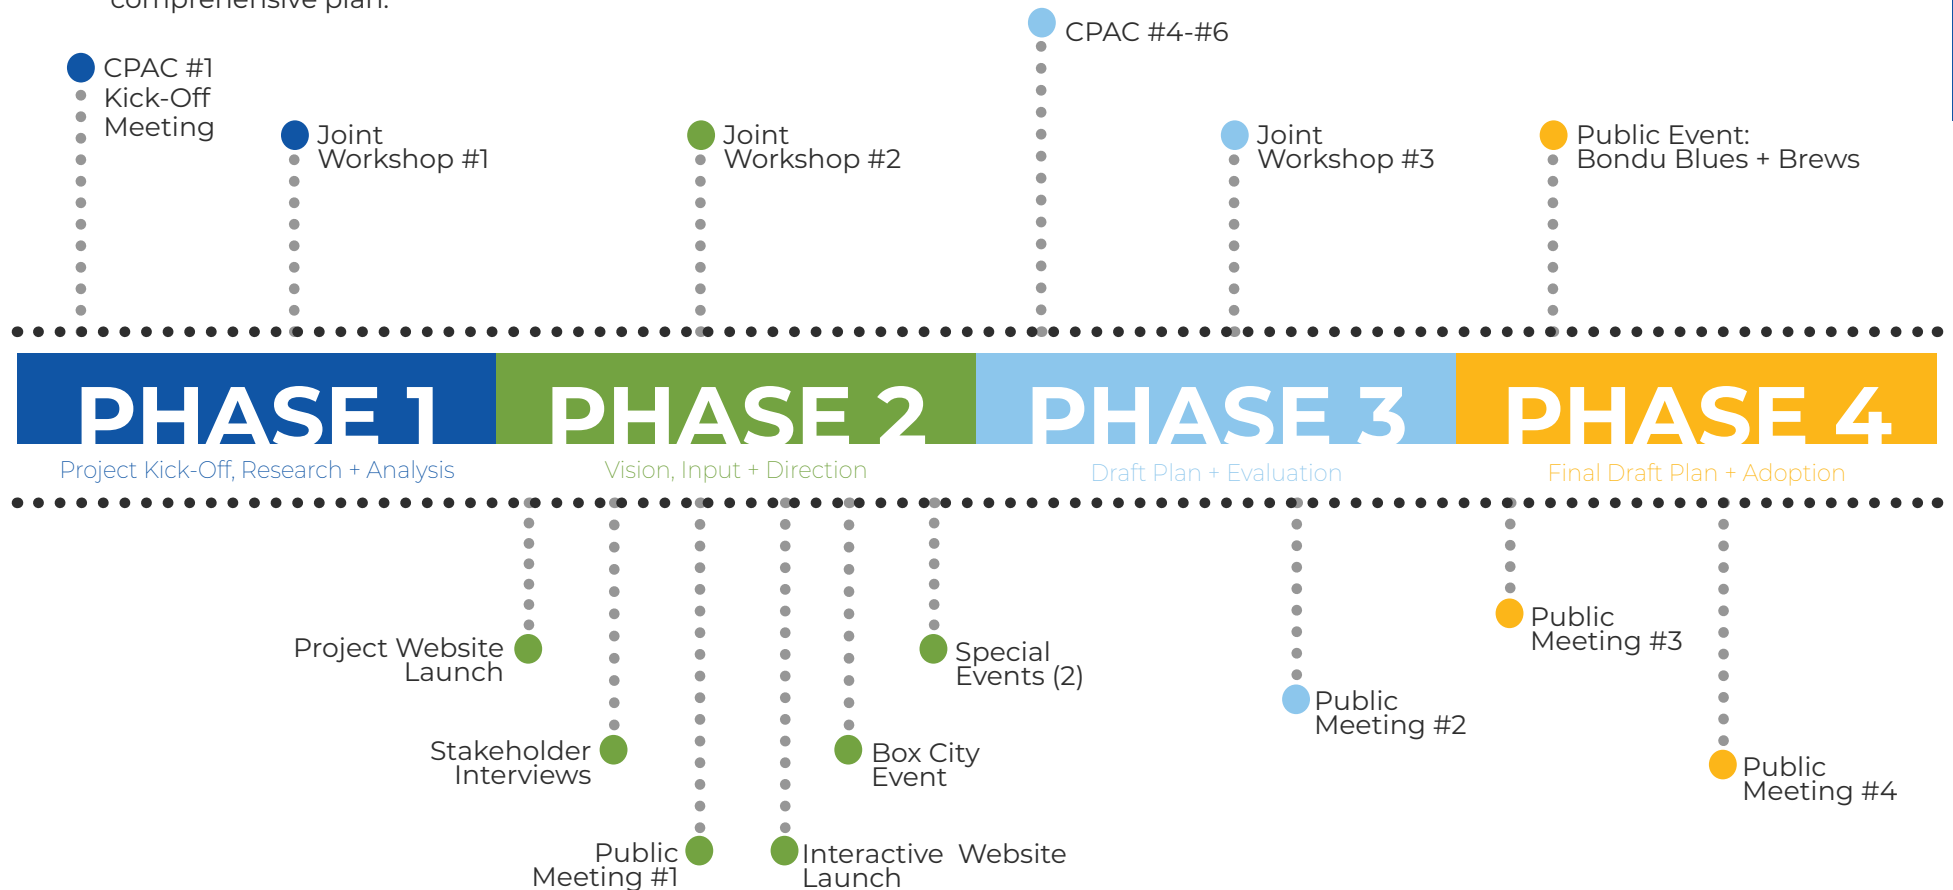 comprehensive plan.
CPAC #4-#6
CPAC #1
Kick-Off
Meeting
Joint
Workshop #1
Joint
Workshop #2
Joint
Workshop #3
Public Event:
Bondu Blues + Brews
PHASE 1
PHASE 2
PHASE 3
PHASE 4
Project Kick-Off, Research + Analysis
Vision, Input + Direction
Draft Plan + Evaluation
Final Draft Plan + Adoption
Project Website
Launch
Stakeholder
Interviews
Public
Meeting #1
Interactive Website
Launch
Box City
Event
Special
Events (2)
Public
Meeting #2
Public
Meeting #3
Public
Meeting #4